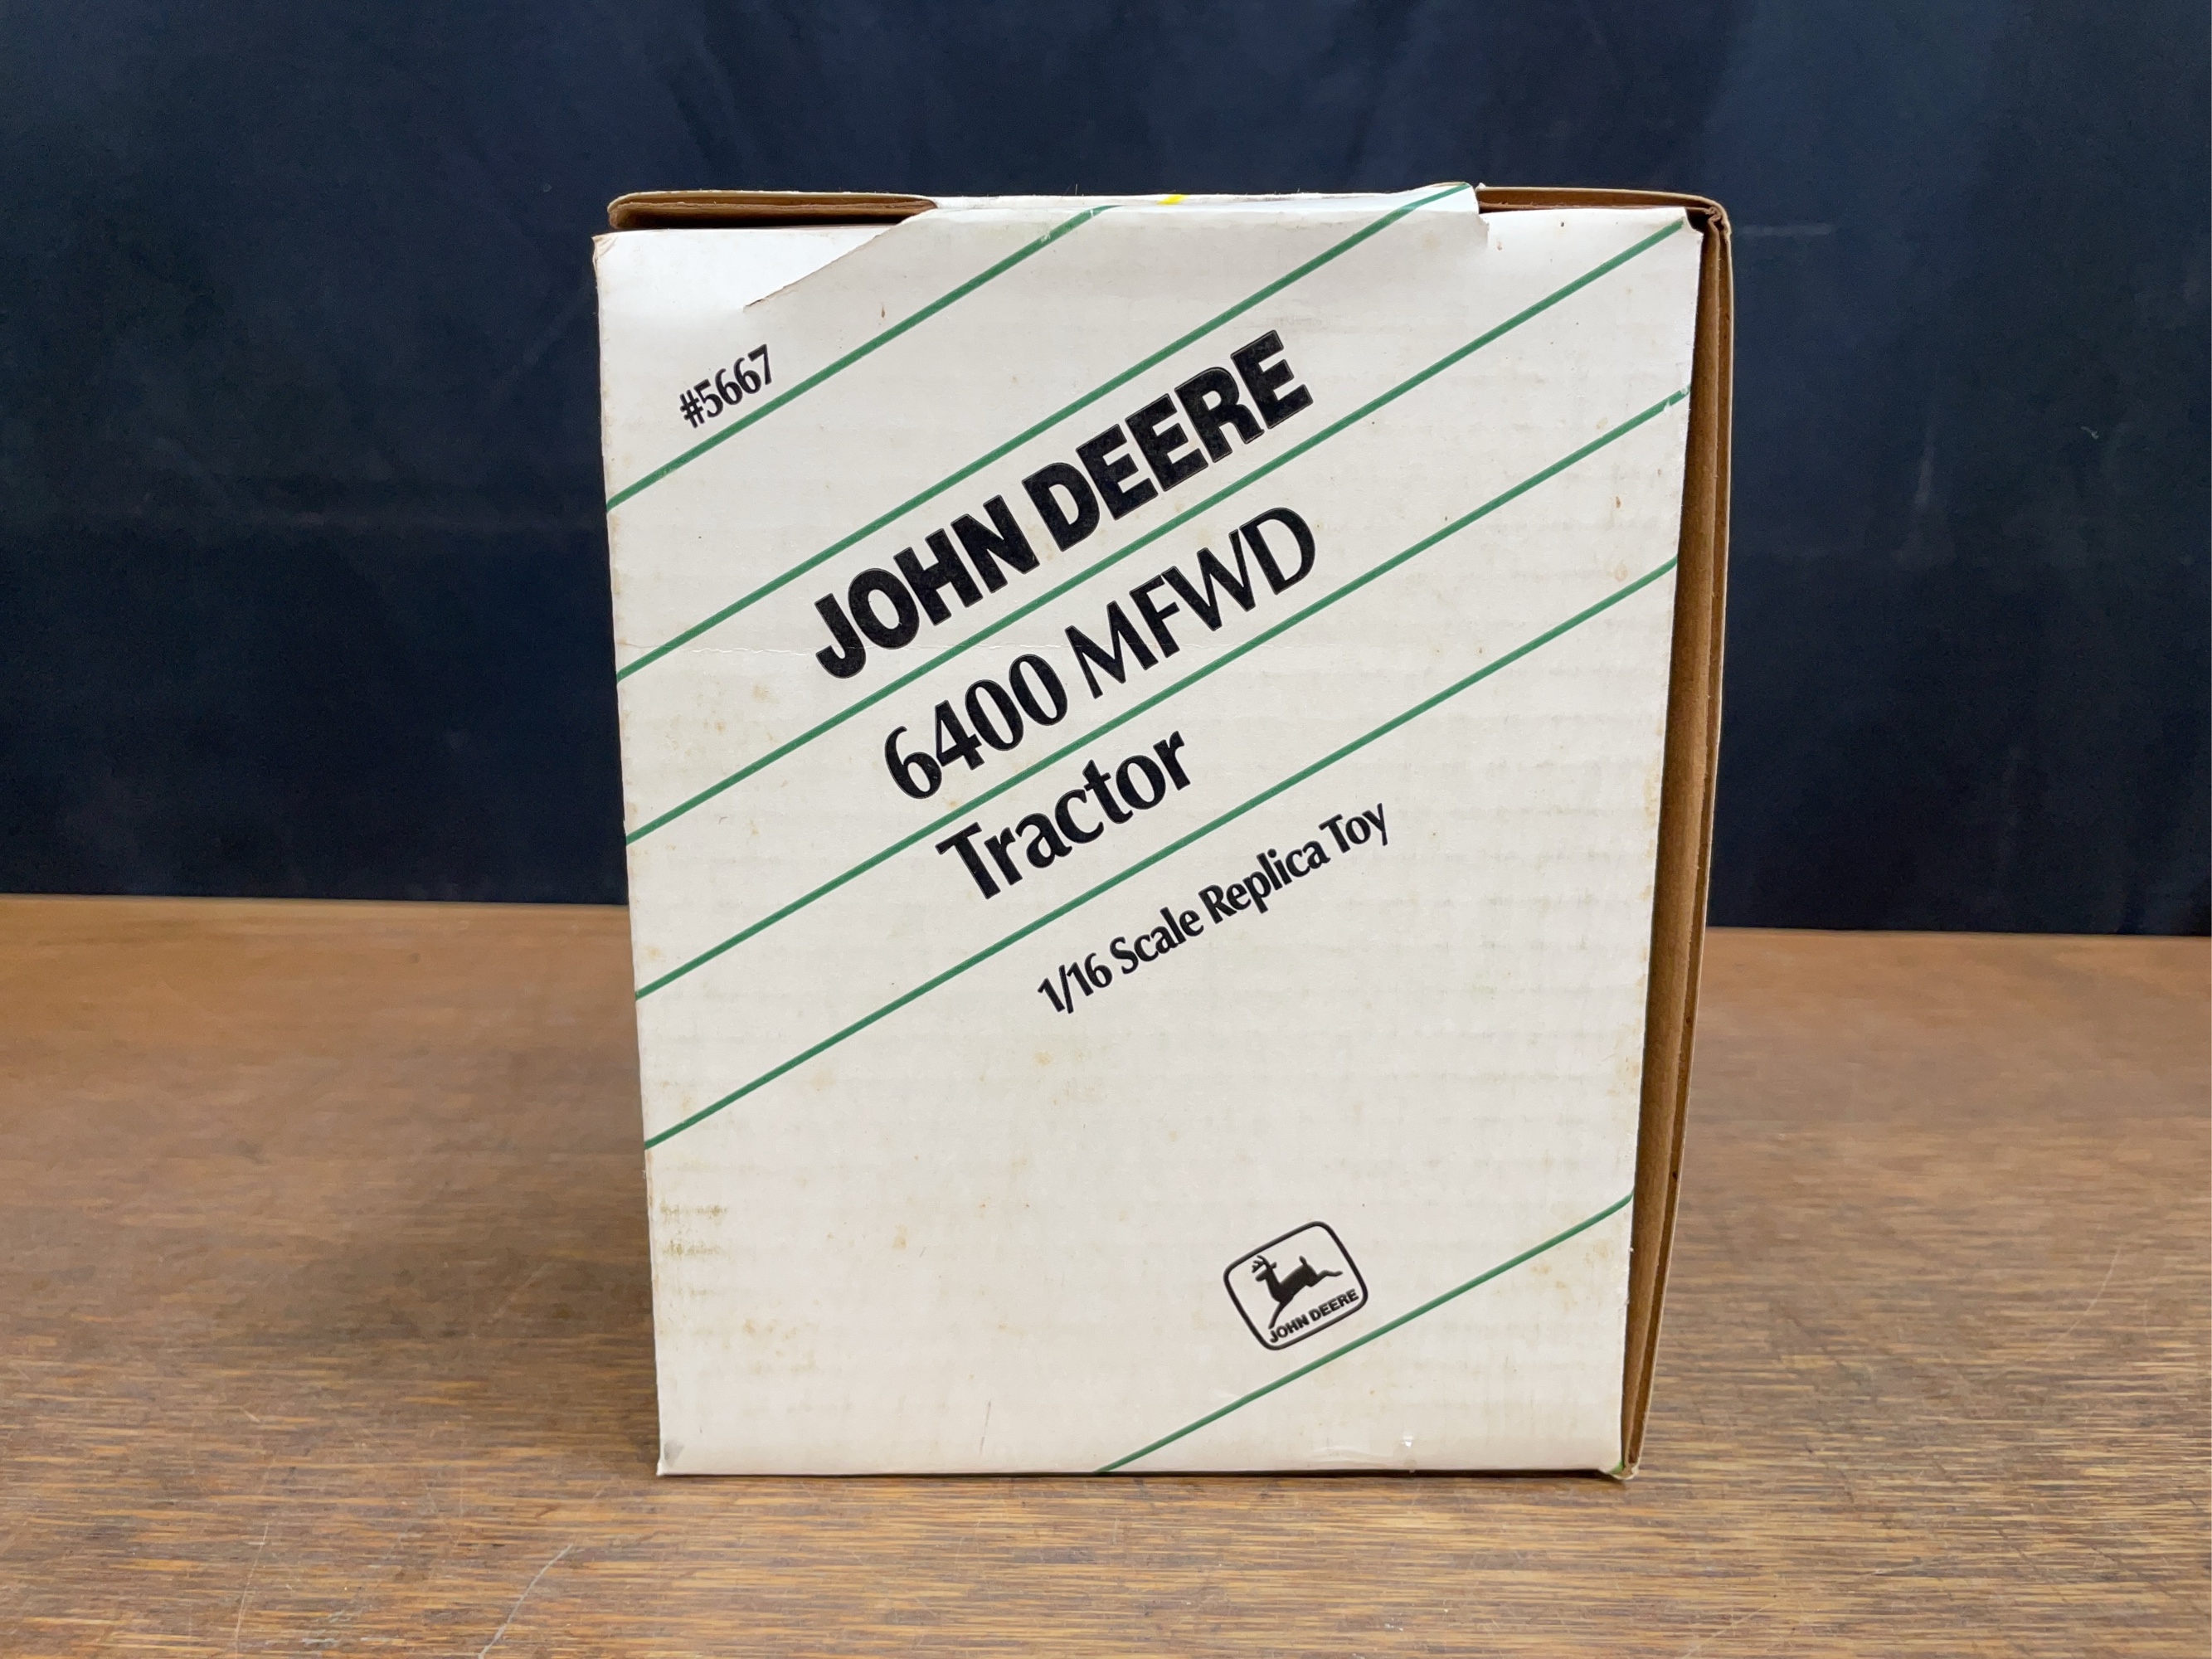 #5667
JOHN DEERE
6400 MFWD
Tractor
1/16 Scale Replica Toy
JOHN DEERE